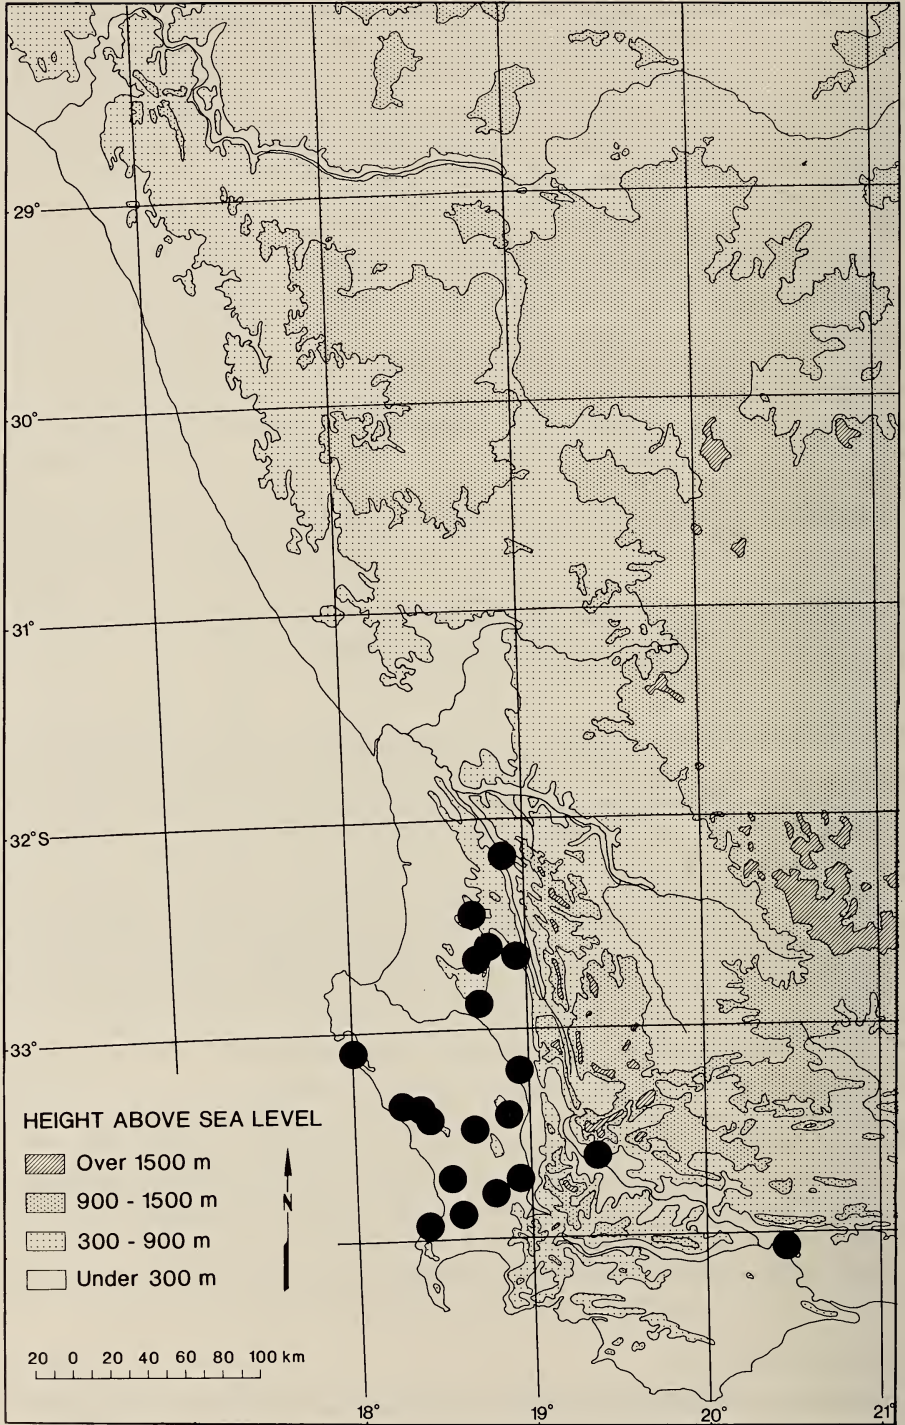 29°
30°
31°
32°S
33°
HEIGHT ABOVE SEA LEVEL
Over 1500 m
900 - 1500 m
300 - 900 m
Under 300 m
N
20 0 20 40 60 80 100 km
18° 19° 20° 21°